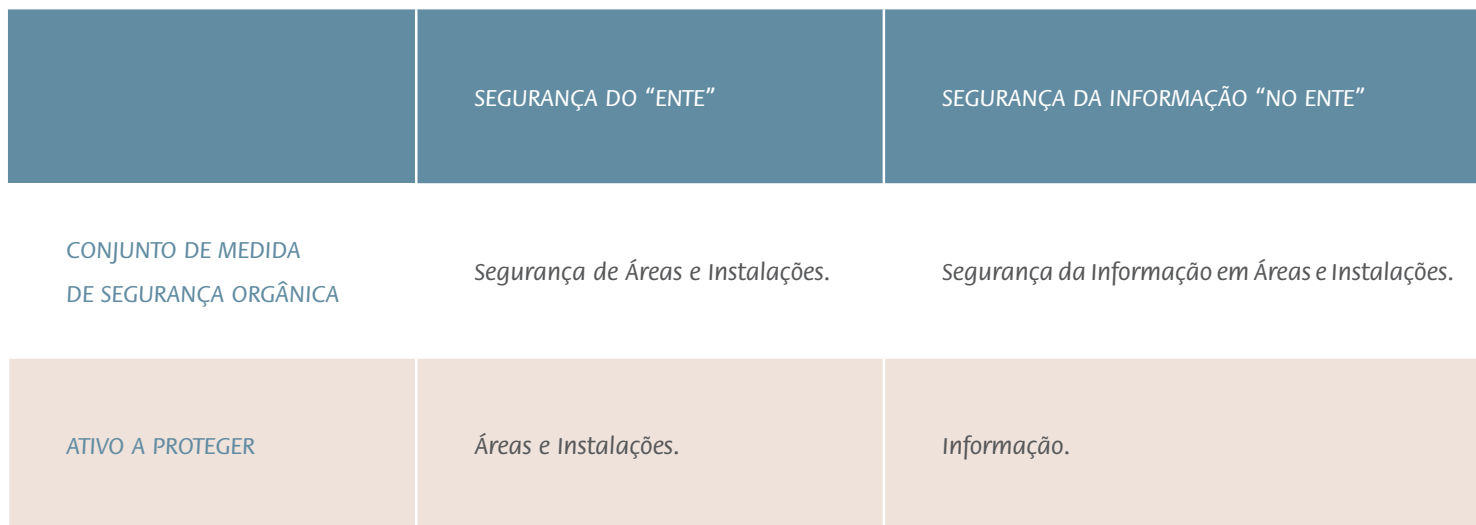 SEGURANÇA DO “ENTE”
SEGURANÇA DA INFORMAÇÃO “NO ENTE”
CONJUNTO DE MEDIDA
DE SEGURANÇA ORGÂNICA
Segurança de Áreas e Instalações.
Segurança da Informação em Áreas e Instalações.
ATIVO A PROTEGER
Áreas e Instalações.
Informação.